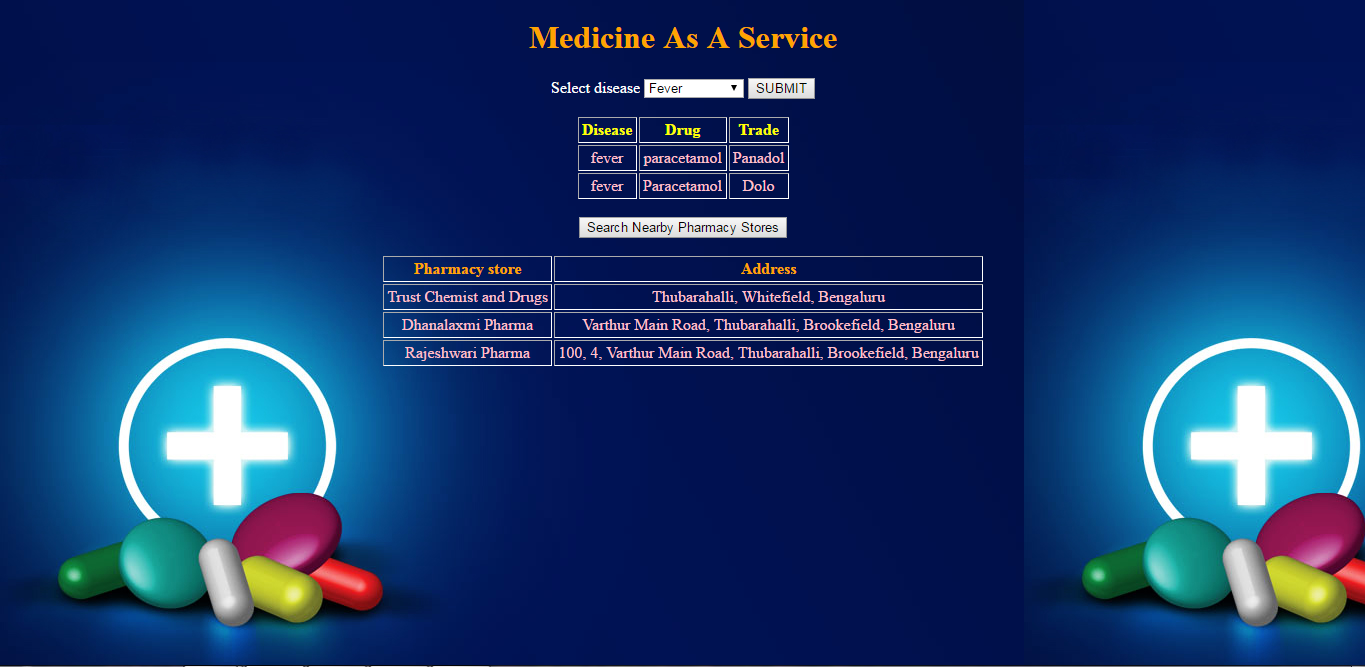 Medicine As A Service
Select disease Fever SUBMIT
Disease Drug Trade
fever paracetamol Panadol
fever Paracetamol Dolo
Search Nearby Pharmacy Stores
Pharmacy store Address
Trust Chemist and Drugs Thubarahalli, Whitefield, Bengaluru
Dhanalaxmi Pharma Varthur Main Road, Thubarahalli, Brookefield, Bengaluru
Rajeshwari Pharma 100, 4, Varthur Main Road, Thubarahalli, Brookefield, Bengaluru